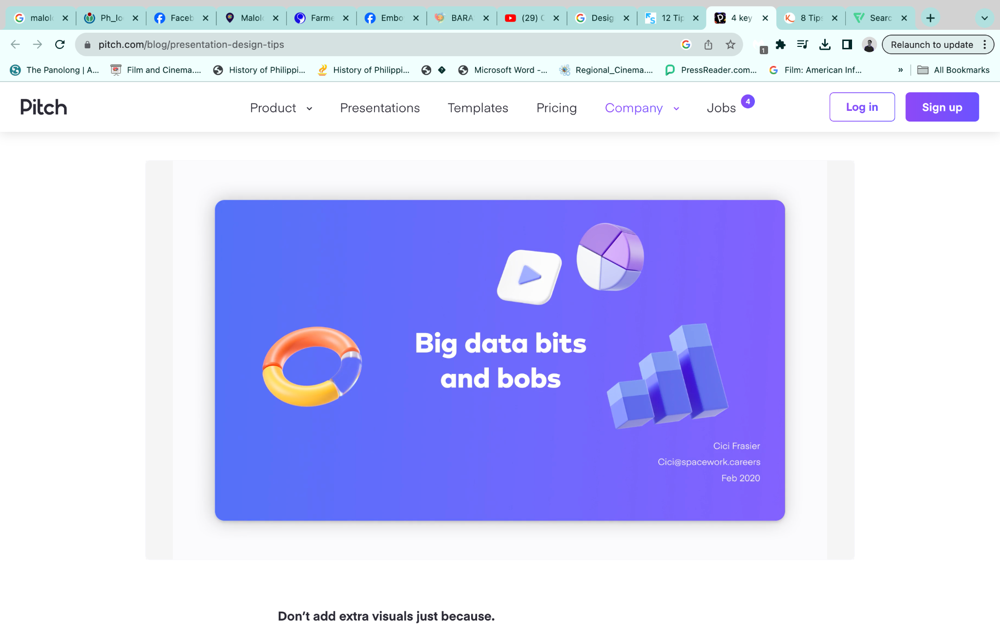 malol
Ph_lo
Faceb
Malol
Farme
Embo
BARA
(29) C
Desig
12 Tip
4 key
8 Tips
Searc
pitch.com/blog/presentation-design-tips
1
Relaunch to update
The Panolong | A...
Film and Cinema....
History of Philippi...
History of Philippi...
Microsoft Word -...
Regional_Cinema....
PressReader.com...
Film: American Inf...
»
All Bookmarks
Pitch
Product
Presentations
Templates
Pricing
Company
Jobs
4
Log in
Sign up
Big data bits
and bobs
Cici Frasier
Cici@spacework.careers
Feb 2020
Don’t add extra visuals just because.